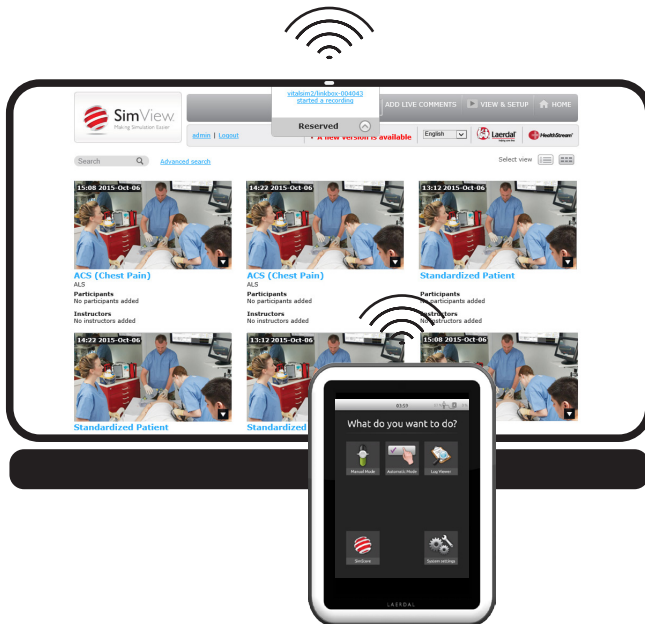 vitalsim2/linkbox-004043
started a recording
ADD LIVE COMMENTS
VIEW & SETUP
HOME
SimView
Making Simulation Easier
Reserved
admin | Logout
A new version is available
English
Laerdal
HealthStream
Search
Advanced search
Select view
15:08 2015-Oct-06
14:22 2015-Oct-06
13:12 2015-Oct-06
ACS (Chest Pain)
ACS (Chest Pain)
Standardized Patient
ALS
ALS
Participants
Participants
Participants
No participants added
No participants added
No participants added
Instructors
Instructors
No instructors added
No instructors added
No instructors added
14:22 2015-Oct-06
13:12 2015-Oct-06
15:08 2015-Oct-06
Standardized Patient
Standardized
03:55
What do you want to do?
Manual Mode
Automatic Mode
Log Viewer
SimStore
System settings
LAERDAL